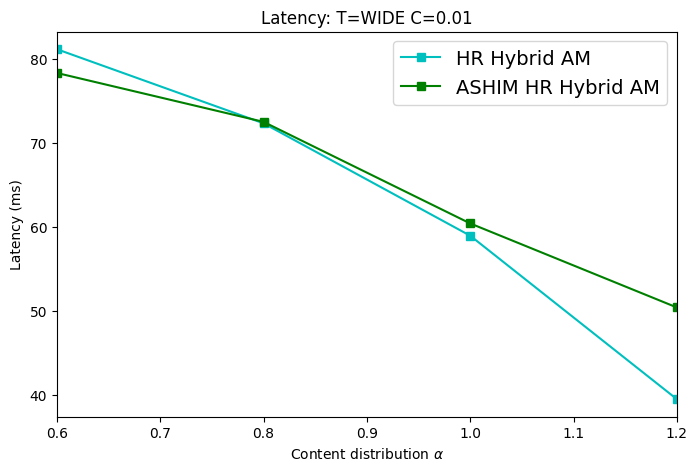 Latency: T=WIDE C=0.01
HR Hybrid AM
ASHIM HR Hybrid AM
Latency (ms)
80
70
60
50
40
0.6 0.7 0.8 0.9 1.0 1.1 1.2
Content distribution α